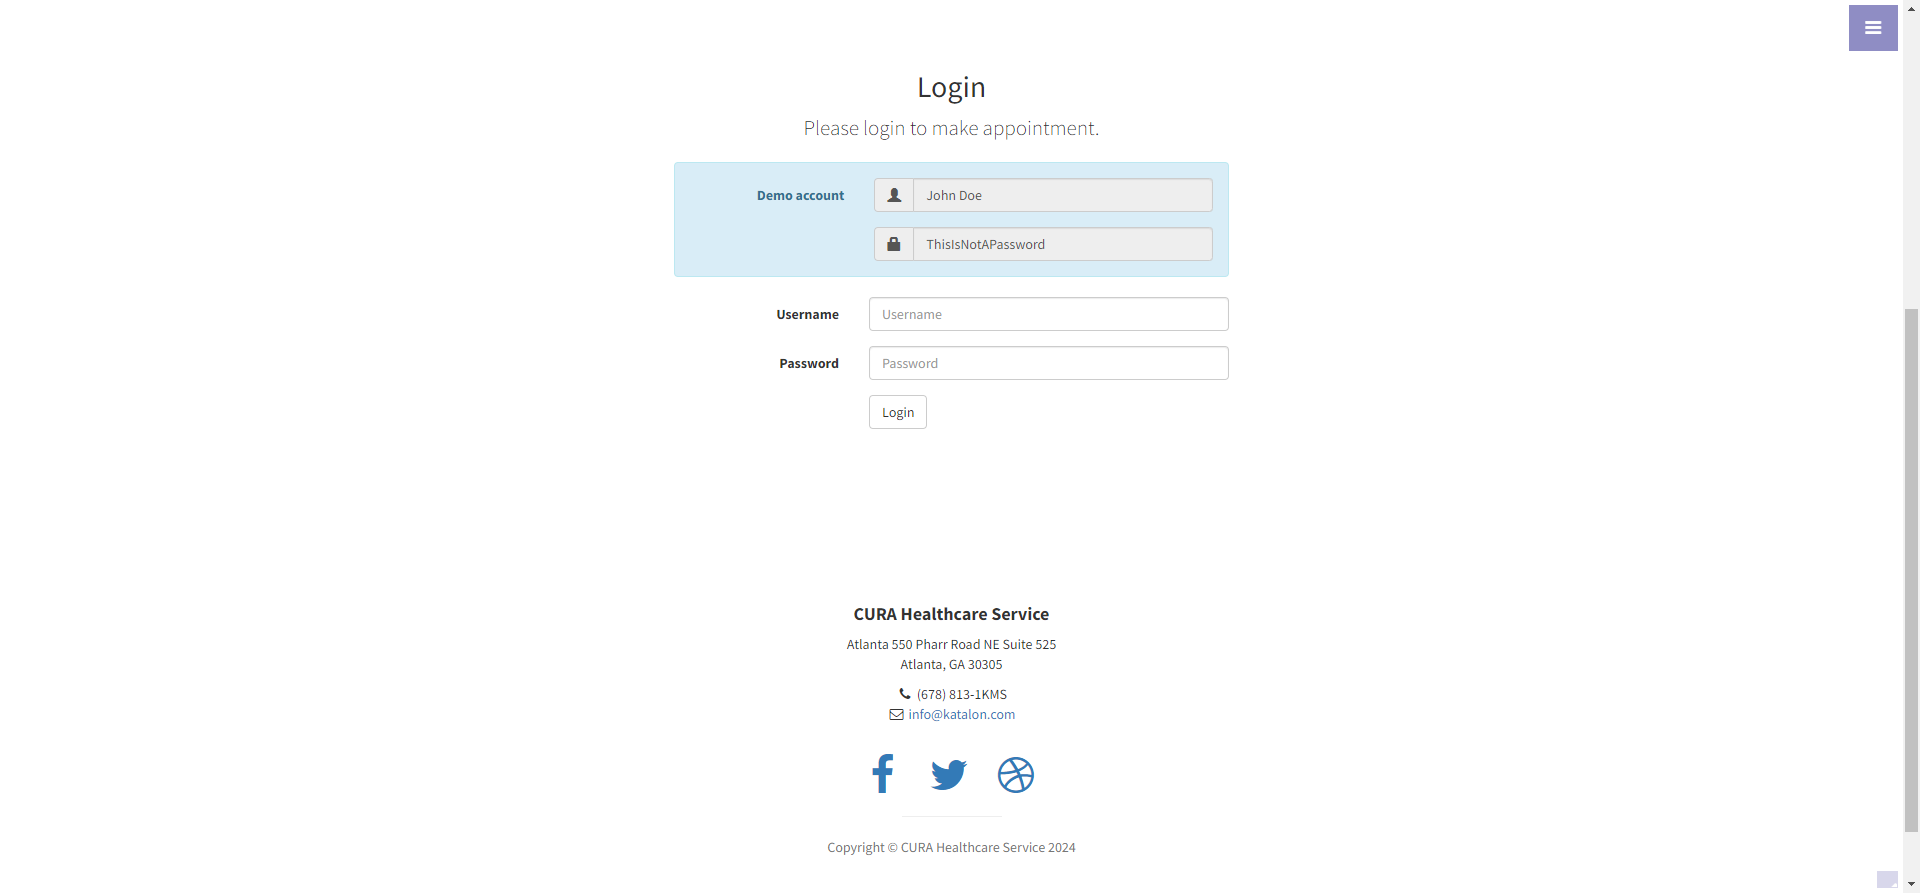 Login
Please login to make appointment.
Demo account
John Doe
ThisIsNotAPassword
Username
Username
Password
Password
Login
CURA Healthcare Service
Atlanta 550 Pharr Road NE Suite 525
Atlanta, GA 30305
(678) 813-1KMS
info@katalon.com
Copyright © CURA Healthcare Service 2024